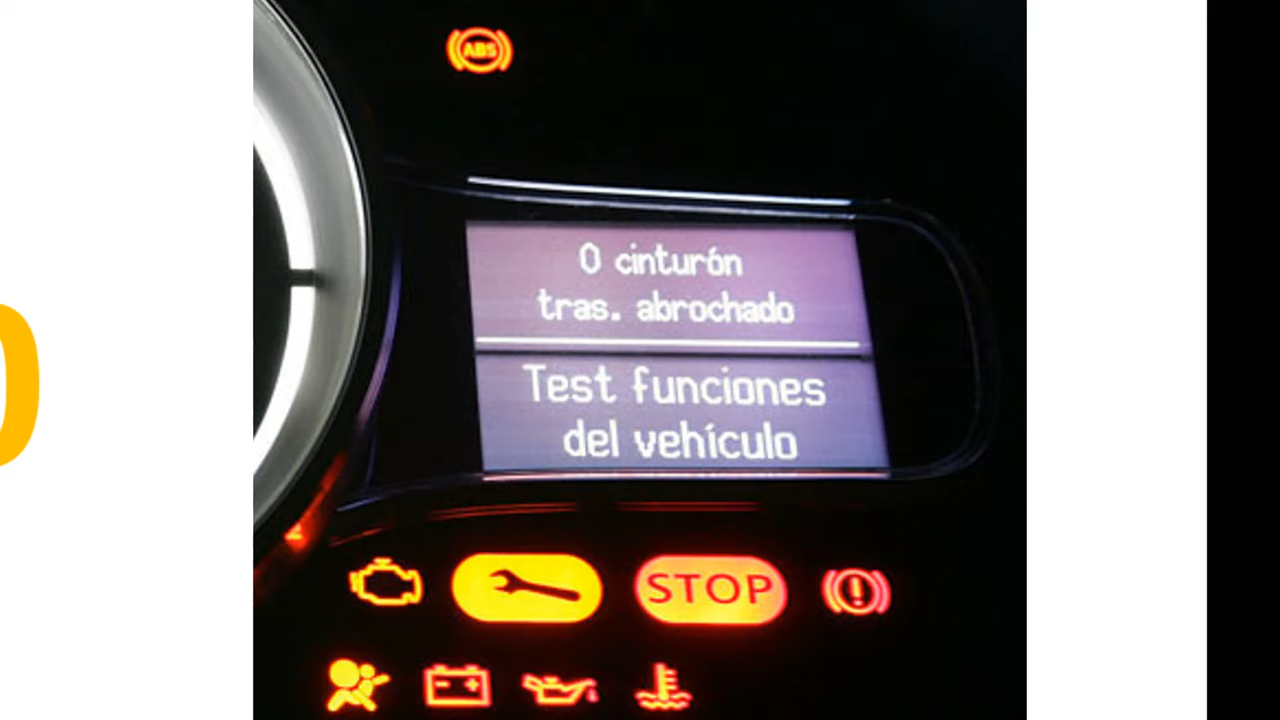 ABS
0 cinturón
tras. abrochado
Test funciones
del vehículo
STOP